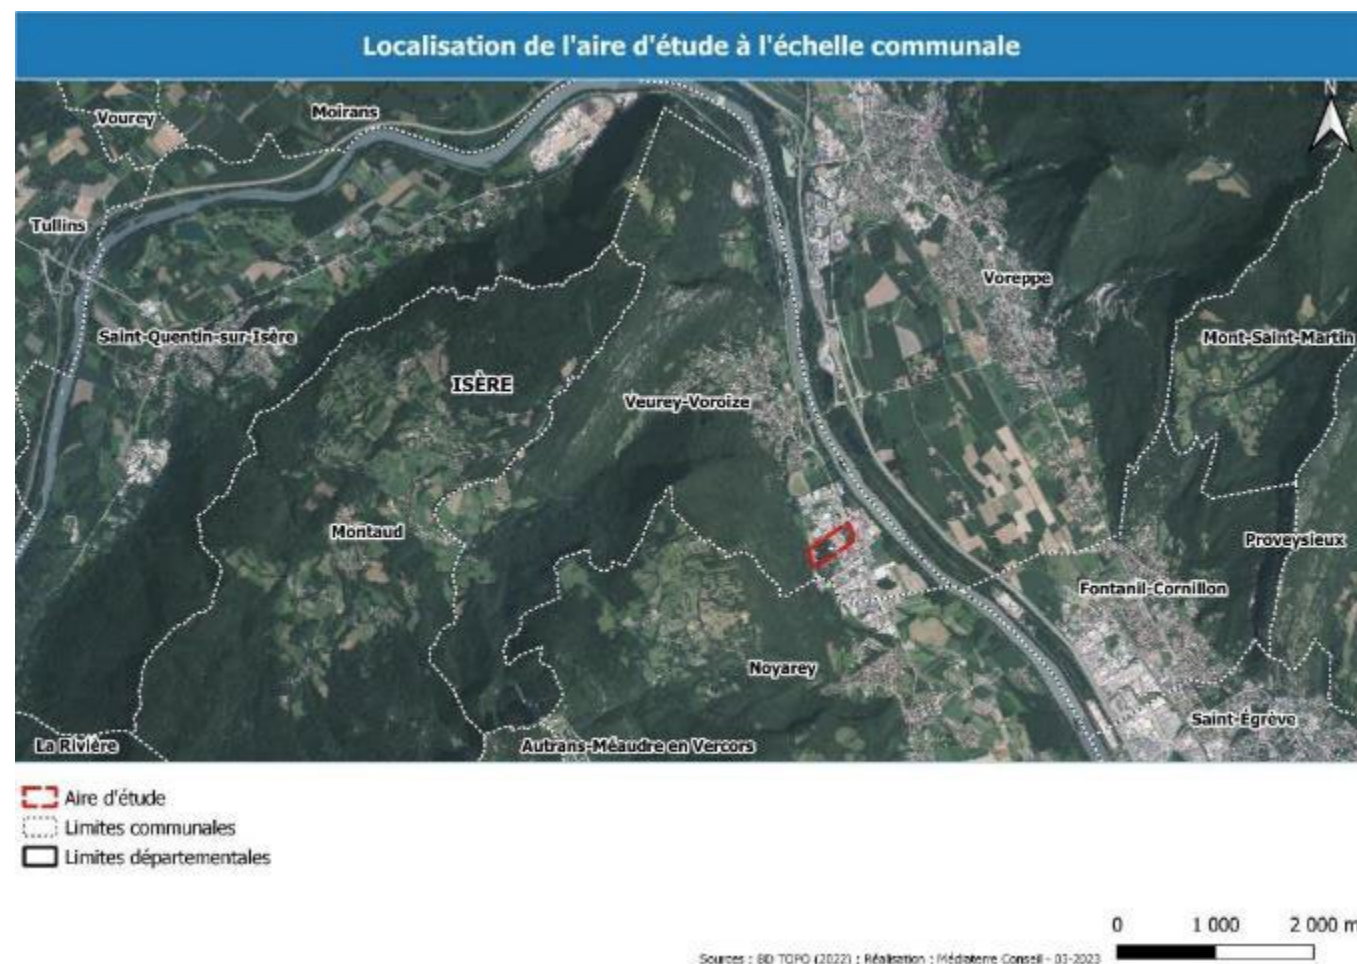 Localisation de l'aire d'étude à l'échelle communale
N
Vourey
Moirans
Tullins
Voreppe
Saint-Quentin-sur-Isère
Mont-Saint-Martin
ISÈRE
Veurey-Voroize
Montaud
Proveysieux
Fontanil-Cornillon
Noyarey
Saint-Égrève
La Rivière
Autrans-Méaudre en Vercors
Aire d'étude
Limites communales
Limites départementales
0 1 000 2 000 m
Sources : BD TOPO (2022) ; Réalisation : Médiaterre Conseil - 03-2023